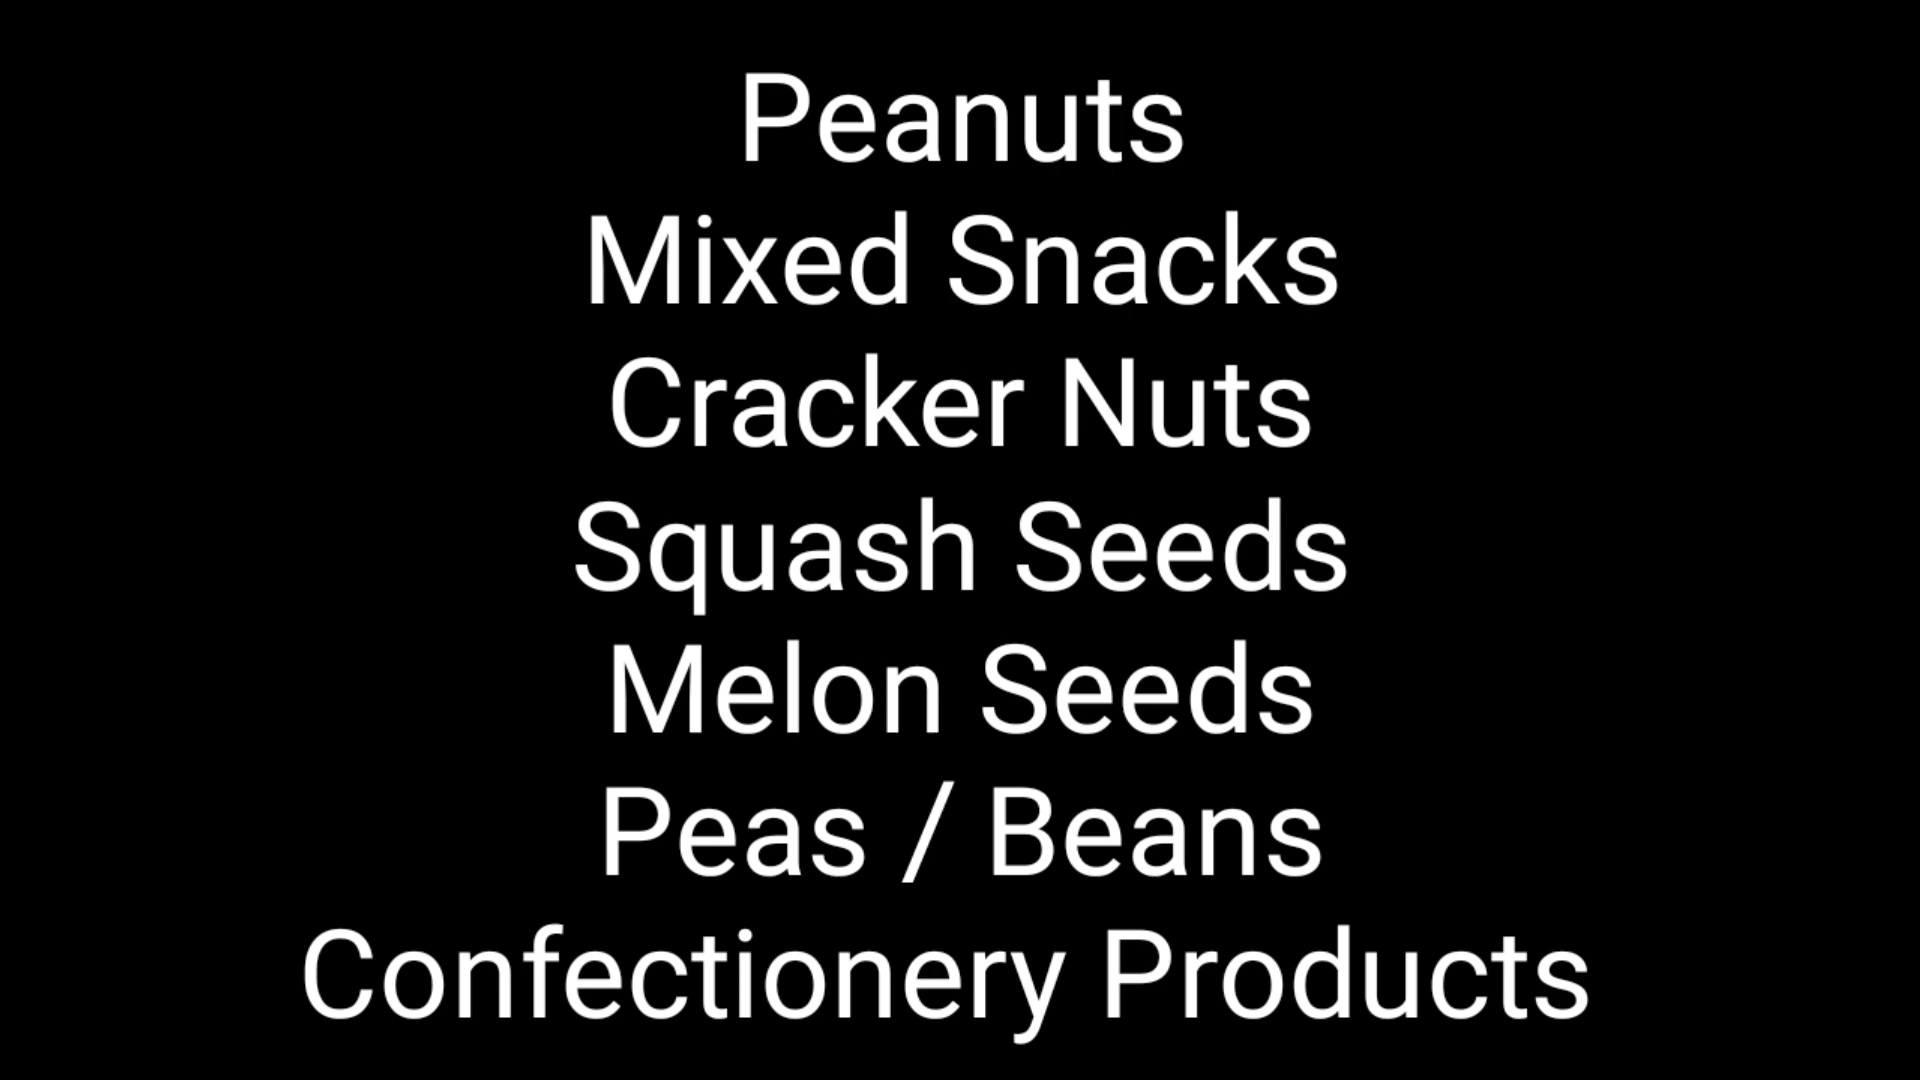 Peanuts
Mixed Snacks
Cracker Nuts
Squash Seeds
Melon Seeds
Peas / Beans
Confectionery Products